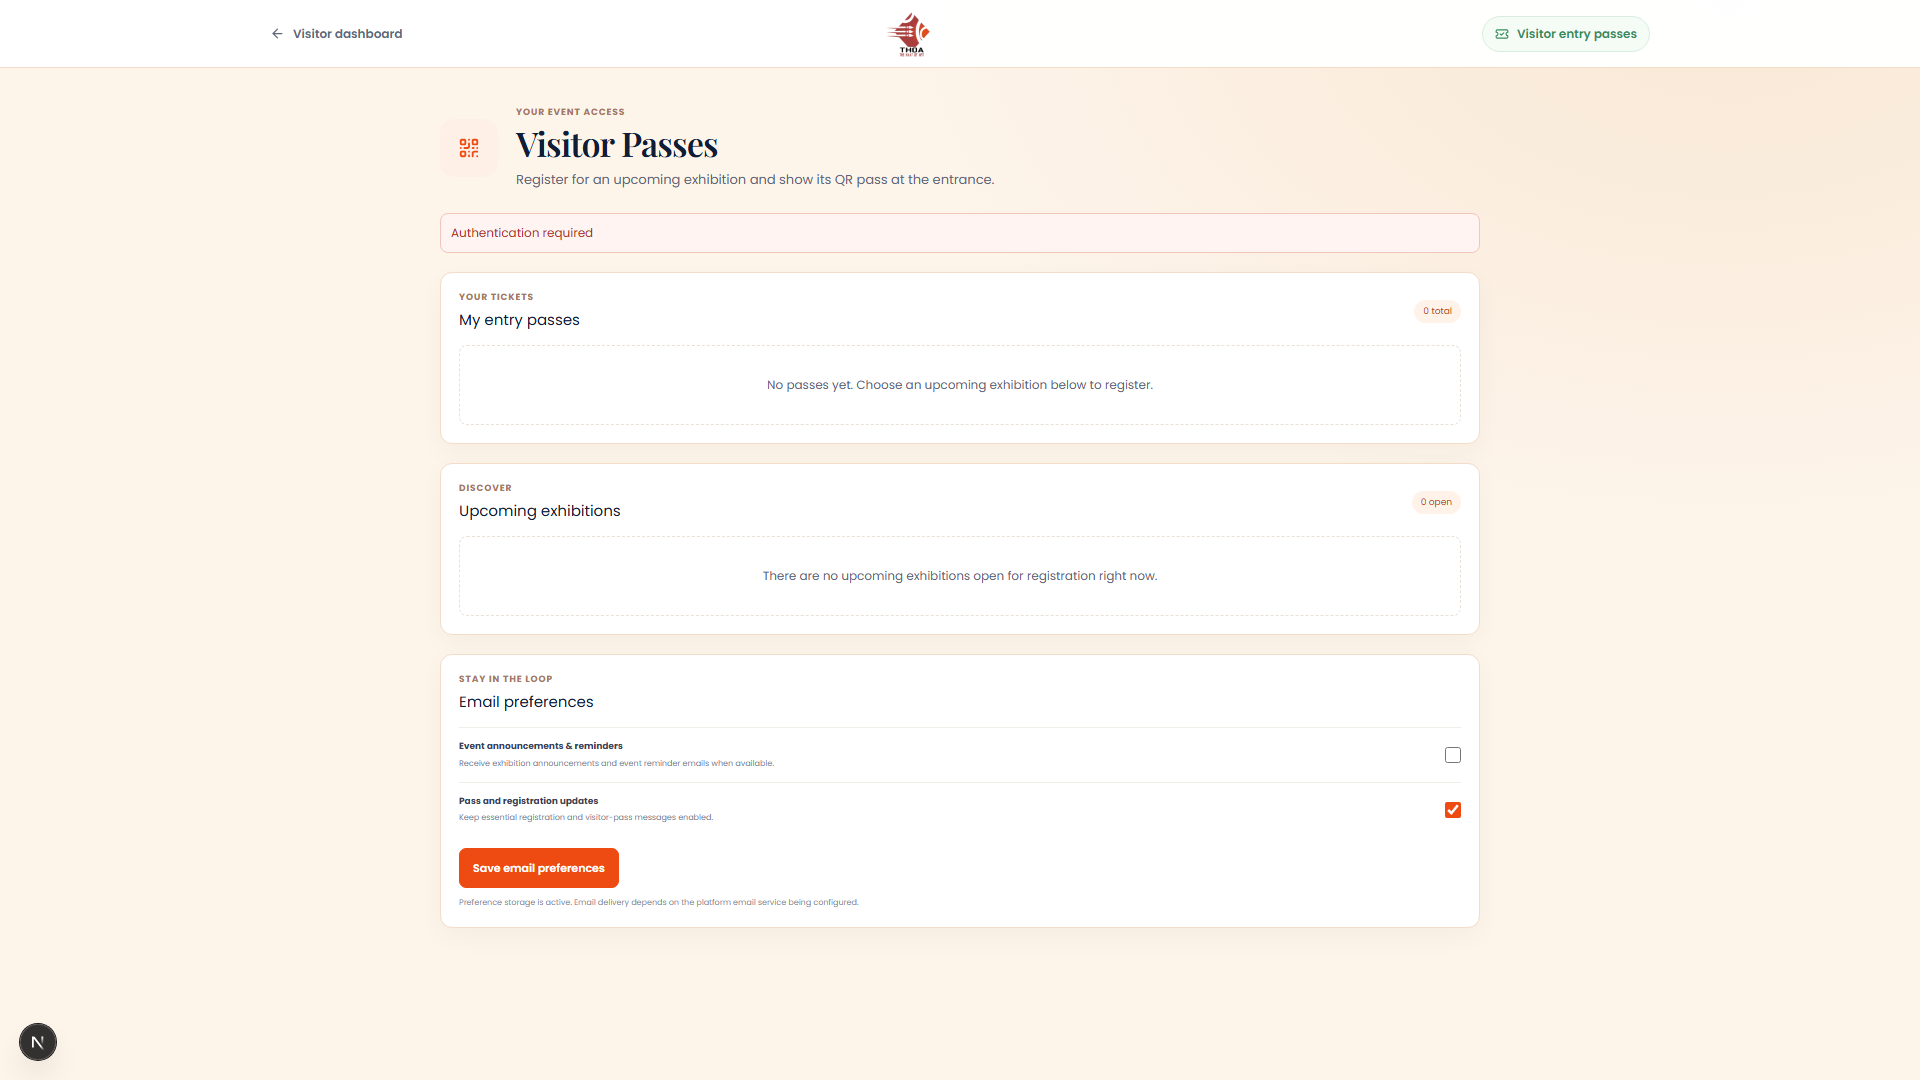 Visitor dashboard
THOA
Visitor entry passes
YOUR EVENT ACCESS
Visitor Passes
Register for an upcoming exhibition and show its QR pass at the entrance.
Authentication required
YOUR TICKETS
My entry passes
0 total
No passes yet. Choose an upcoming exhibition below to register.
DISCOVER
Upcoming exhibitions
0 open
There are no upcoming exhibitions open for registration right now.
STAY IN THE LOOP
Email preferences
Event announcements & reminders
Receive exhibition announcements and event reminder emails when available.
Pass and registration updates
Keep essential registration and visitor-pass messages enabled.
Save email preferences
Preference storage is active. Email delivery depends on the platform email service being configured.
N